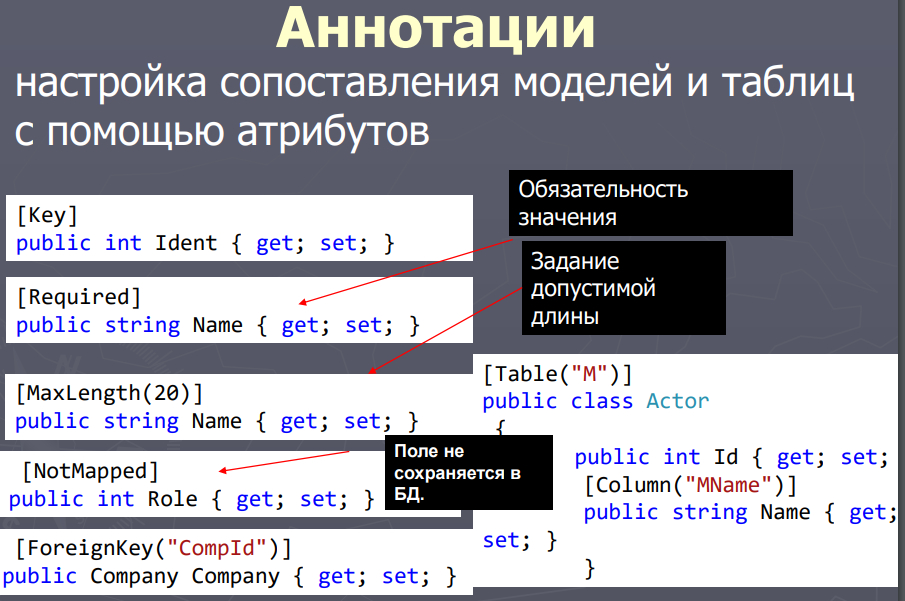 Аннотации
настройка сопоставления моделей и таблиц
с помощью атрибутов
[Key]
public int Ident { get; set; }
Обязательность
значения
[Required]
public string Name { get; set; }
Задание
допустимой
длины
[MaxLength(20)]
public string Name { get; set; }
[NotMapped]
public int Role { get; set; }
Поле не
сохраняется в
БД.
[ForeignKey("CompId")]
public Company Company { get; set; }
[Table("M")]
public class Actor
{
public int Id { get; set;
[Column("MName")]
public string Name { get;
set; }
}